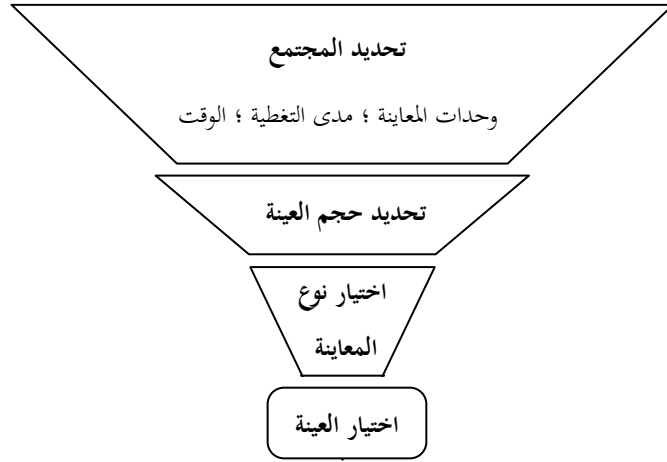 تحديد المجتمع
وحدات المعاينة ؛ مدى التغطية ؛ الوقت
تحديد حجم العينة
اختيار نوع
المعاينة
اختيار العينة